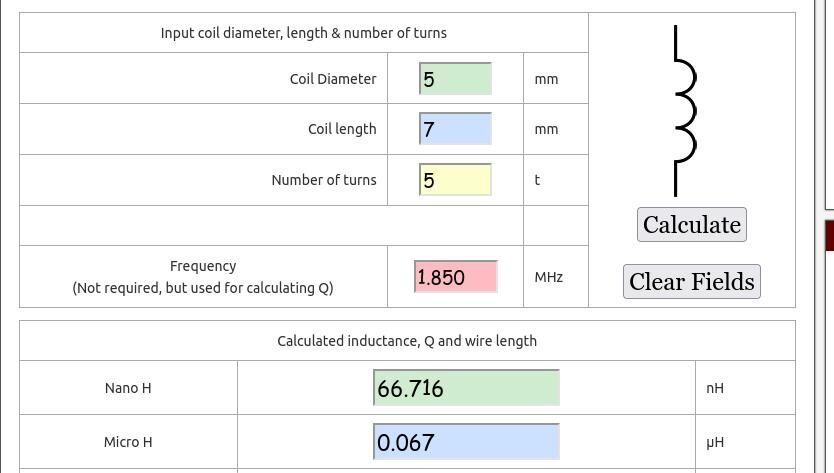 Input coil diameter, length & number of turns
Coil Diameter 5 mm
Coil length 7 mm
Number of turns 5 t
Calculate
Frequency
(Not required, but used for calculating Q) 1.850 MHz
Clear Fields
Calculated inductance, Q and wire length
Nano H 66.716 nH
Micro H 0.067 μH